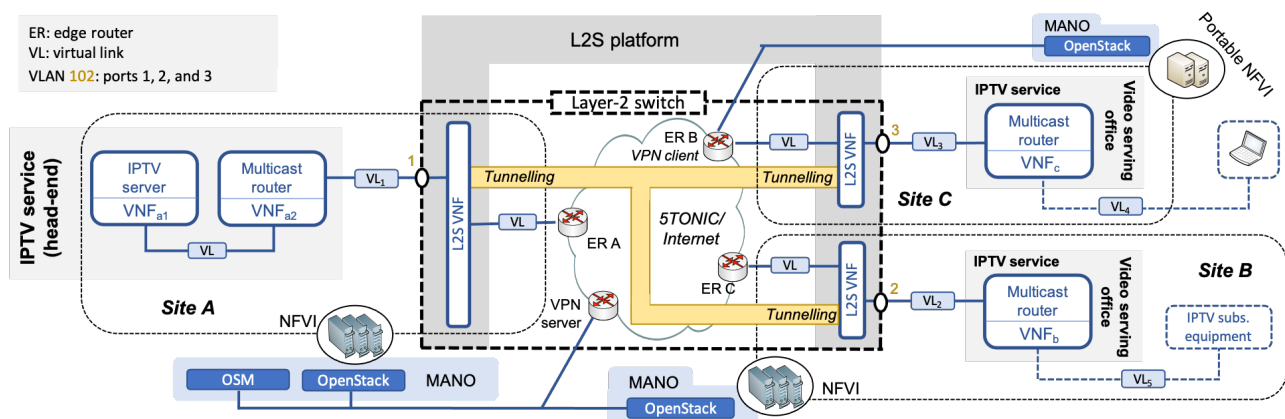 ER: edge router
VL: virtual link
VLAN 102: ports 1, 2, and 3
L2S platform
MANO
OpenStack
Portable NFVI
Layer-2 switch
IPTV service
(head-end)
IPTV
server
VNFa1
Multicast
router
VNFa2
VL
VL1
1
L2S VNF
Tunnelling
VL
ER A
ER B
VPN client
VL
Tunnelling
L2S VNF
3
VL3
IPTV service
Multicast
router
VNFc
Video serving
office
VL4
Site C
5TONIC/
Internet
ER C
VL
Tunnelling
L2S VNF
2
VL2
IPTV service
Multicast
router
VNFb
Video serving
office
Site B
IPTV subs.
equipment
VL5
Site A
VPN
server
NFVI
OSM
OpenStack
MANO
MANO
OpenStack
NFVI